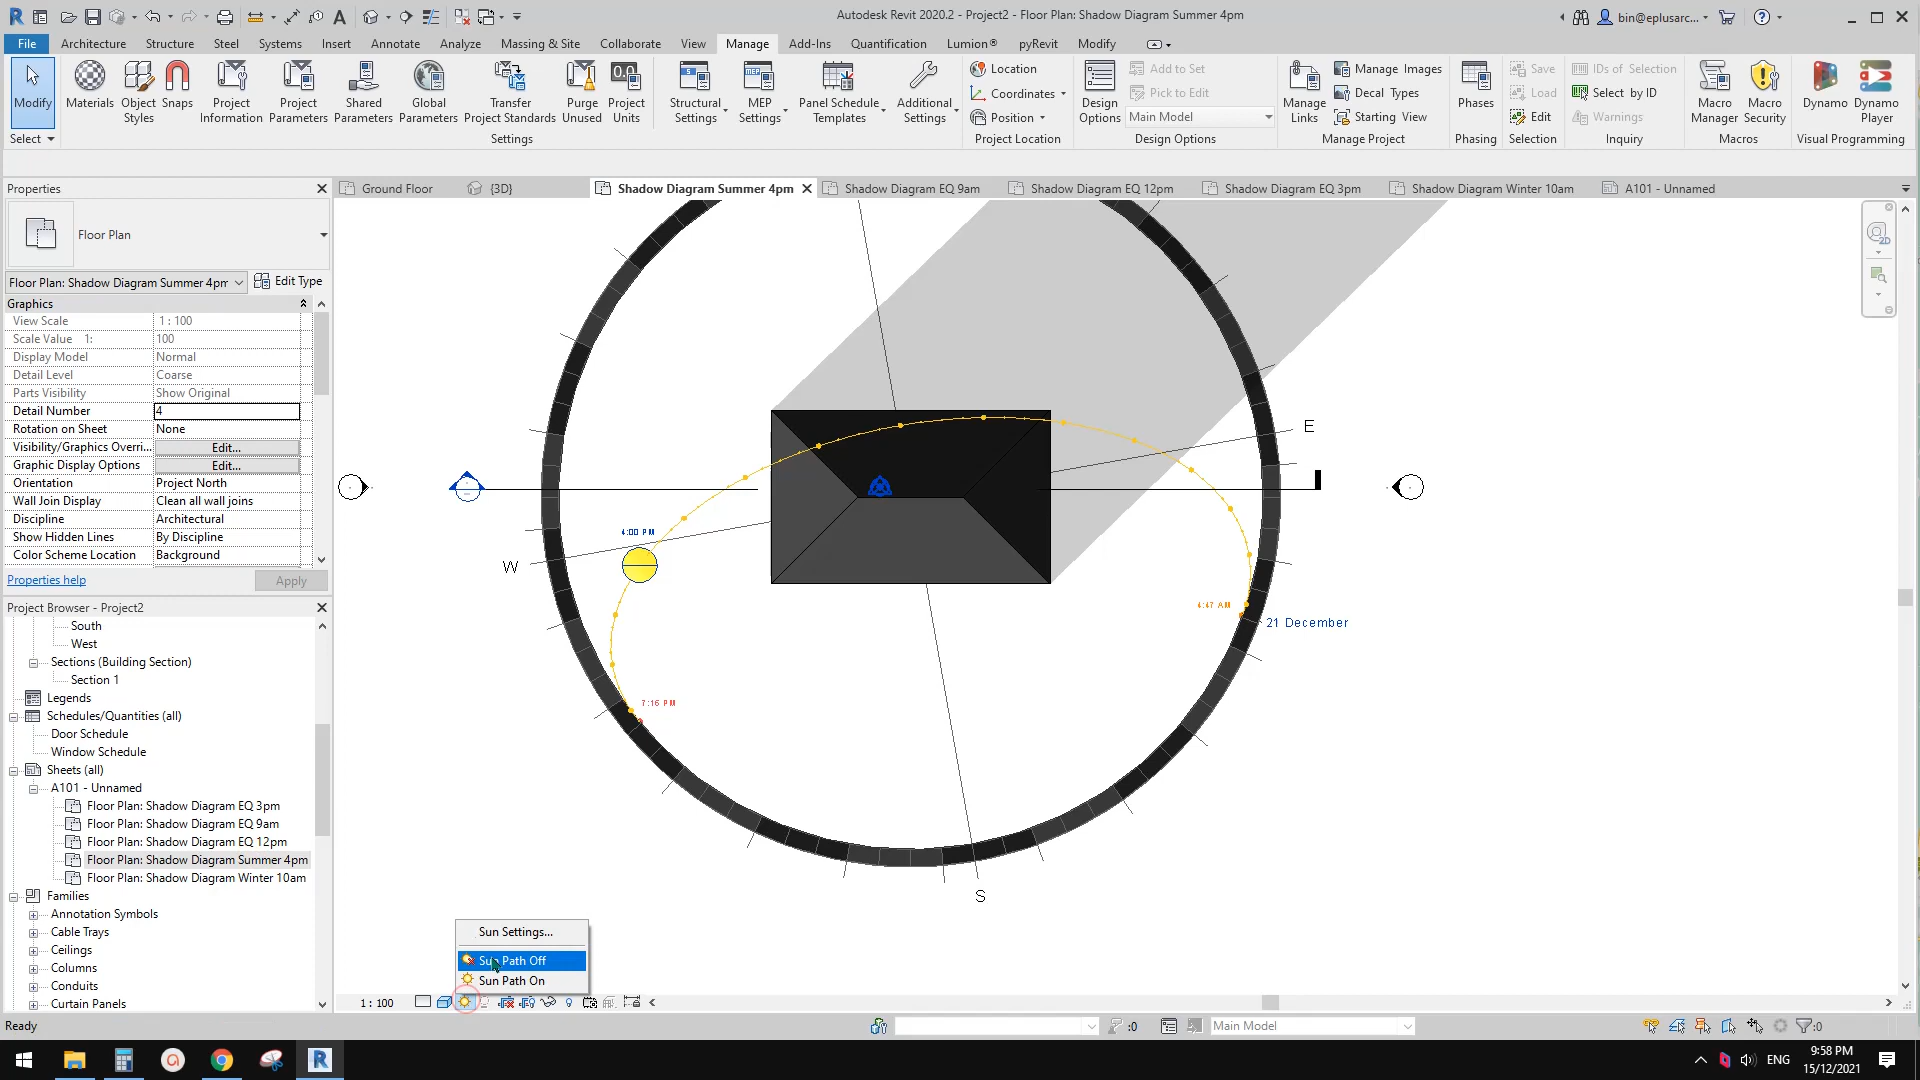 Autodesk Revit 2020.2 - Project2 - Floor Plan: Shadow Diagram Summer 4pm
bin@eplusarc...
File Architecture Structure Steel Systems Insert Annotate Analyze Massing & Site Collaborate View Manage Add-Ins Quantification Lumion® pyRevit Modify
Modify
Materials
Object Styles
Snaps
Project Information
Project Parameters
Shared Parameters
Global Parameters
Transfer Project Standards
Purge Unused
Project Units
Structural Settings
MEP Settings
Panel Schedule Templates
Additional Settings
Location
Coordinates
Position
Design Options
Add to Set
Pick to Edit
Main Model
Manage Links
Manage Images
Decal Types
Starting View
Phases
Save
Load
Edit
IDs of Selection
Select by ID
Warnings
Macro Manager
Macro Security
Dynamo
Dynamo Player
Select Settings Project Location Design Options Manage Project Phasing Selection Inquiry Macros Visual Programming
Properties
Ground Floor {3D} Shadow Diagram Summer 4pm Shadow Diagram EQ 9am Shadow Diagram EQ 12pm Shadow Diagram EQ 3pm Shadow Diagram Winter 10am A101 - Unnamed
Floor Plan
Floor Plan: Shadow Diagram Summer 4pm Edit Type
Graphics
View Scale 1 : 100
Scale Value 1: 100
Display Model Normal
Detail Level Coarse
Parts Visibility Show Original
Detail Number 4
Rotation on Sheet None
Visibility/Graphics Overri... Edit...
Graphic Display Options Edit...
Orientation Project North
Wall Join Display Clean all wall joins
Discipline Architectural
Show Hidden Lines By Discipline
Color Scheme Location Background
Properties help Apply
Project Browser - Project2
South
West
Sections (Building Section)
Section 1
Legends
Schedules/Quantities (all)
Door Schedule
Window Schedule
Sheets (all)
A101 - Unnamed
Floor Plan: Shadow Diagram EQ 3pm
Floor Plan: Shadow Diagram EQ 9am
Floor Plan: Shadow Diagram EQ 12pm
Floor Plan: Shadow Diagram Summer 4pm
Floor Plan: Shadow Diagram Winter 10am
Families
Annotation Symbols
Cable Trays
Ceilings
Columns
Conduits
Curtain Panels
E
4:00 PM
W
4:47 AM
21 December
7:16 PM
S
Sun Settings...
Sun Path Off
Sun Path On
1 : 100
Ready
:0
Main Model
:0
ENG
9:58 PM
15/12/2021